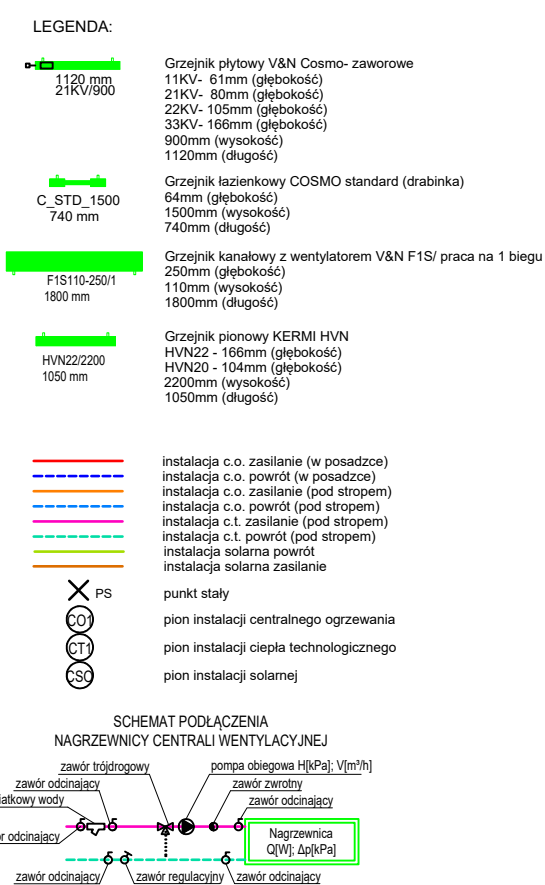 LEGENDA:
Grzejnik płytowy V&N Cosmo- zaworowe
1120 mm
21KV/900
11KV- 61mm (głębokość)
21KV- 80mm (głębokość)
22KV- 105mm (głębokość)
33KV- 166mm (głębokość)
900mm (wysokość)
1120mm (długość)
Grzejnik łazienkowy COSMO standard (drabinka)
C_STD_1500
740 mm
64mm (głębokość)
1500mm (wysokość)
740mm (długość)
Grzejnik kanałowy z wentylatorem V&N F1S/ praca na 1 biegu
F1S110-250/1
1800 mm
250mm (głębokość)
110mm (wysokość)
1800mm (długość)
Grzejnik pionowy KERMI HVN
HVN22/2200
1050 mm
HVN22 - 166mm (głębokość)
HVN20 - 104mm (głębokość)
2200mm (wysokość)
1050mm (długość)
instalacja c.o. zasilanie (w posadzce)
instalacja c.o. powrót (w posadzce)
instalacja c.o. zasilanie (pod stropem)
instalacja c.o. powrót (pod stropem)
instalacja c.t. zasilanie (pod stropem)
instalacja c.t. powrót (pod stropem)
instalacja solarna powrót
instalacja solarna zasilanie
PS punkt stały
CO1 pion instalacji centralnego ogrzewania
CT1 pion instalacji ciepła technologicznego
CSO pion instalacji solarnej
SCHEMAT PODŁĄCZENIA
NAGRZEWNICY CENTRALI WENTYLACYJNEJ
zawór trójdrogowy pompa obiegowa H[kPa]; V[m³/h]
zawór odcinający zawór zwrotny
wody zawór odcinający
odcinający
Nagrzewnica
Q[W]; Δp[kPa]
zawór odcinający zawór regulacyjny zawór odcinający